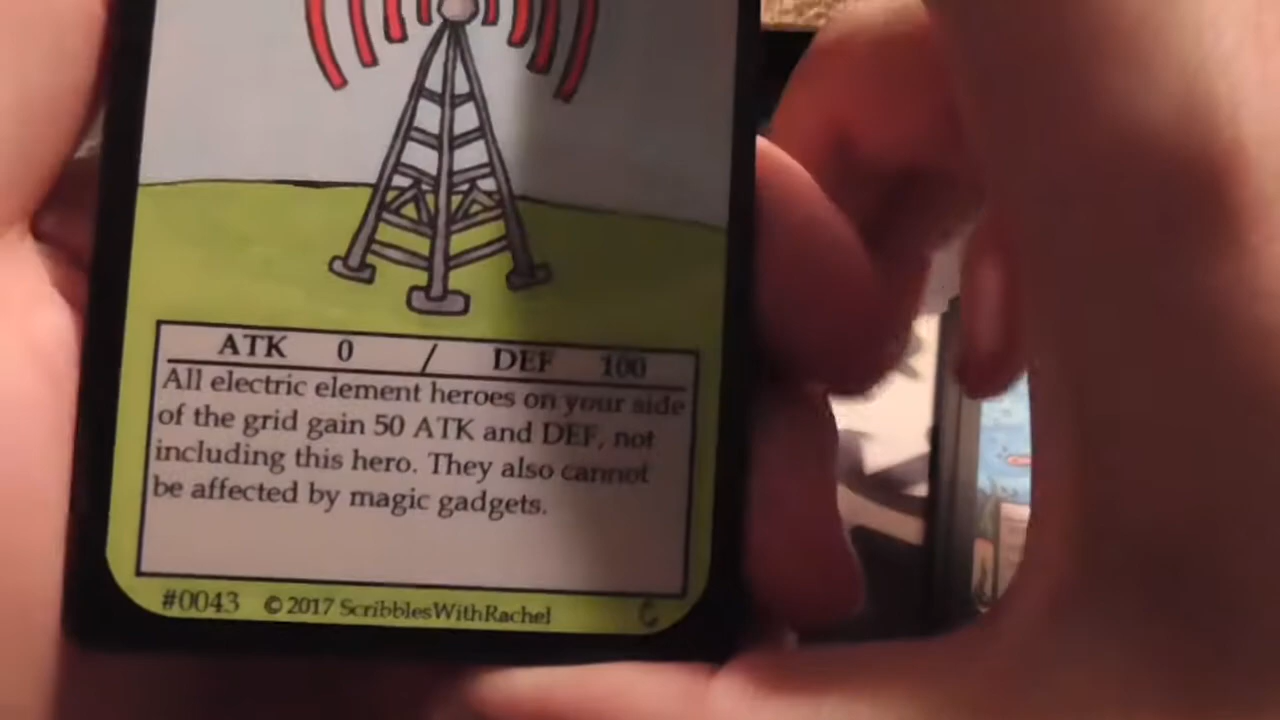 ATK 0 / DEF 100
All electric element heroes on your side
of the grid gain 50 ATK and DEF, not
including this hero. They also cannot
be affected by magic gadgets.
#0043 © 2017 ScribblesWithRachel C